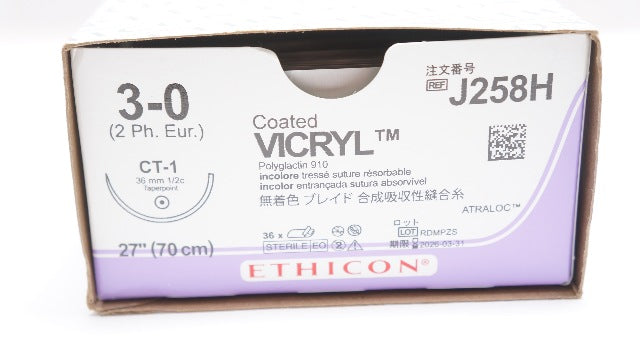 3-0
(2 Ph. Eur.)
CT-1
36 mm 1/2c
Taperpoint
27" (70 cm)
Coated
VICRYL™
Polyglactin 910
incolore tressé suture résorbable
incolor entrançada sutura absorvível
無着色 ブレイド 合成吸収性縫合糸
36 x
STERILE EO
注文番号
REF J258H
ATRALOC™
ロット
LOT RDMPZS
期限 2026-03-31
ETHICON®